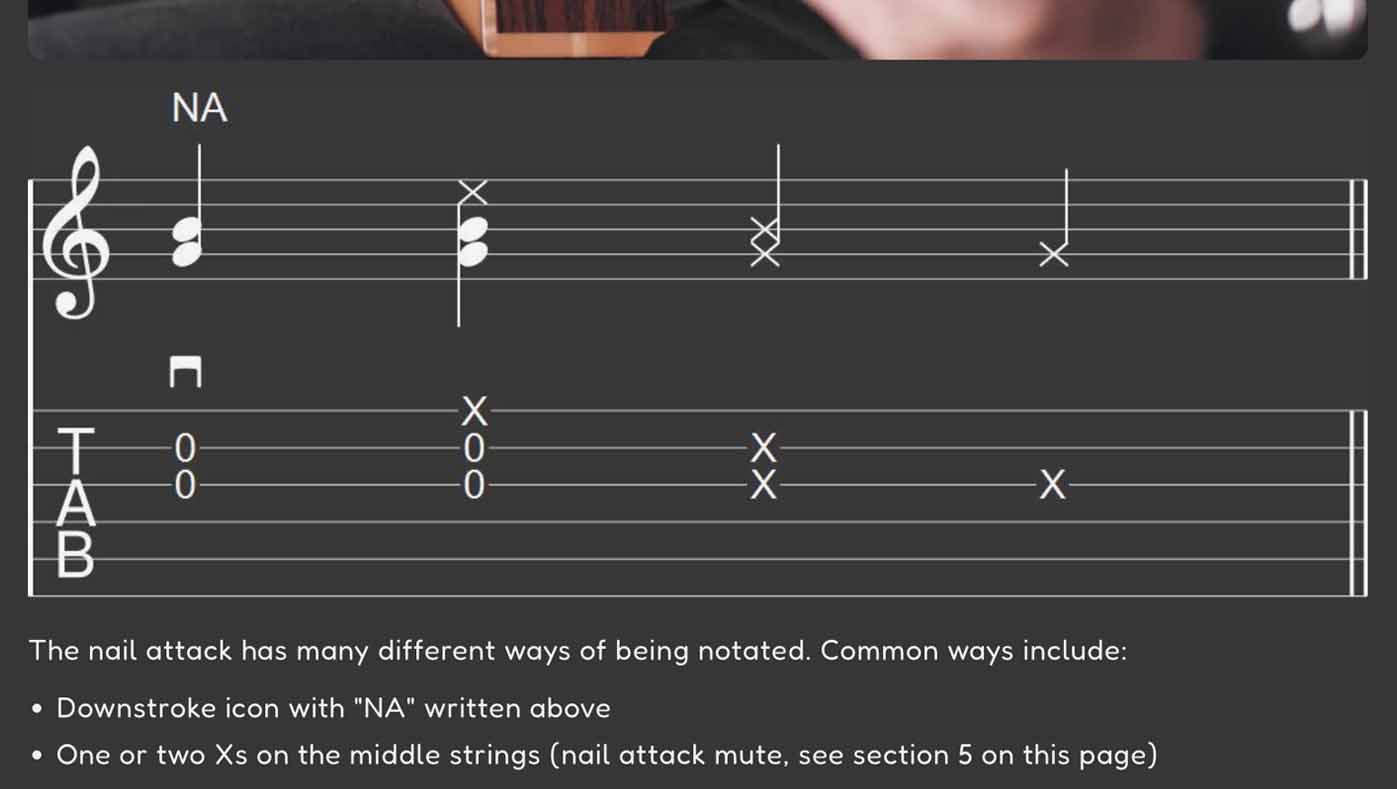 NA
X
T 0 0 X
A 0 0 X X
B
The nail attack has many different ways of being notated. Common ways include:
• Downstroke icon with "NA" written above
• One or two Xs on the middle strings (nail attack mute, see section 5 on this page)